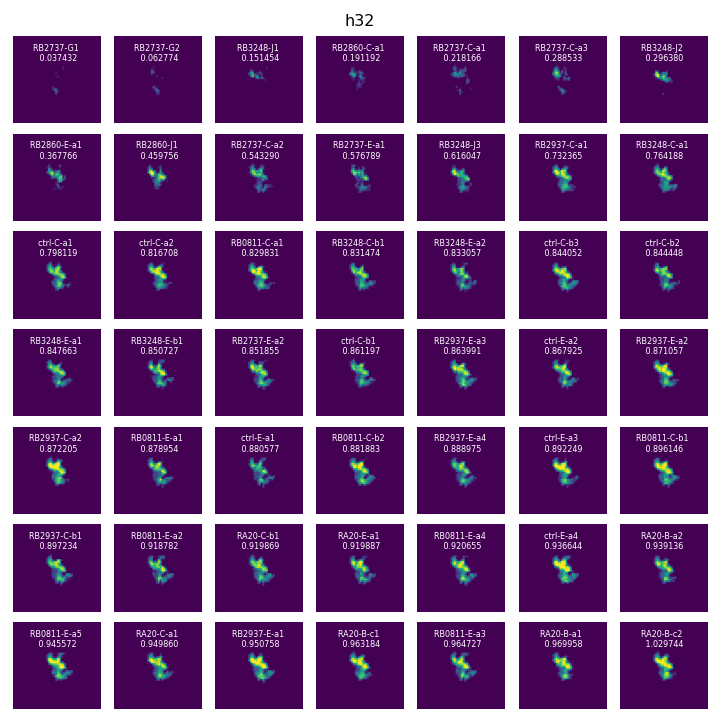 h32
RB2737-G1
0.037432
RB2737-G2
0.062774
RB3248-J1
0.151454
RB2860-C-a1
0.191192
RB2737-C-a1
0.218166
RB2737-C-a3
0.288533
RB3248-J2
0.296380
RB2860-E-a1
0.367766
RB2860-J1
0.459756
RB2737-C-a2
0.543290
RB2737-E-a1
0.576789
RB3248-J3
0.616047
RB2937-C-a1
0.732365
RB3248-C-a1
0.764188
ctrl-C-a1
0.798119
ctrl-C-a2
0.816708
RB0811-C-a1
0.829831
RB3248-C-b1
0.831474
RB3248-E-a2
0.833057
ctrl-C-b3
0.844052
ctrl-C-b2
0.844448
RB3248-E-a1
0.847663
RB3248-E-b1
0.850727
RB2737-E-a2
0.851855
ctrl-C-b1
0.861197
RB2937-E-a3
0.863991
ctrl-E-a2
0.867925
RB2937-E-a2
0.871057
RB2937-C-a2
0.872205
RB0811-E-a1
0.878954
ctrl-E-a1
0.880577
RB0811-C-b2
0.881883
RB2937-E-a4
0.888975
ctrl-E-a3
0.892249
RB0811-C-b1
0.896146
RB2937-C-b1
0.897234
RB0811-E-a2
0.918782
RA20-C-b1
0.919869
RA20-E-a1
0.919887
RB0811-E-a4
0.920655
ctrl-E-a4
0.936644
RA20-B-a2
0.939136
RB0811-E-a5
0.945572
RA20-C-a1
0.949860
RB2937-E-a1
0.950758
RA20-B-c1
0.963184
RB0811-E-a3
0.964727
RA20-B-a1
0.969958
RA20-B-c2
1.029744